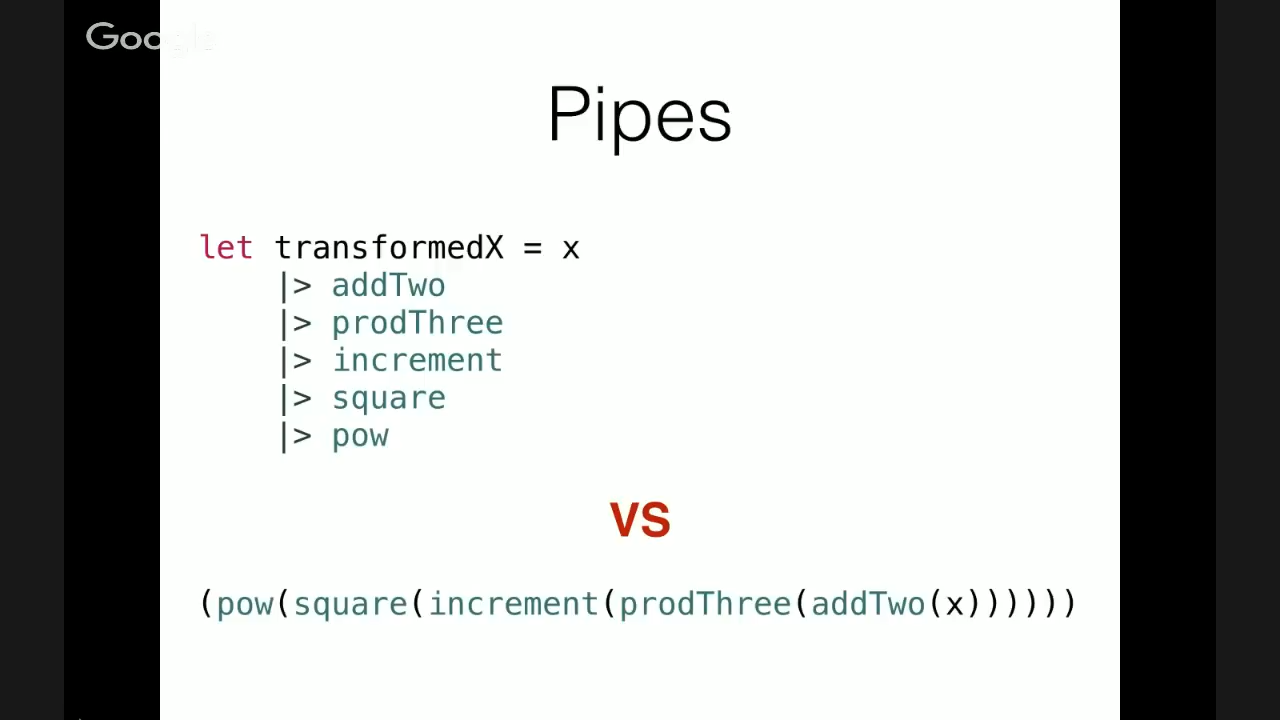 Google
Pipes
let transformedX = x
|> addTwo
|> prodThree
|> increment
|> square
|> pow
vs
(pow(square(increment(prodThree(addTwo(x))))))